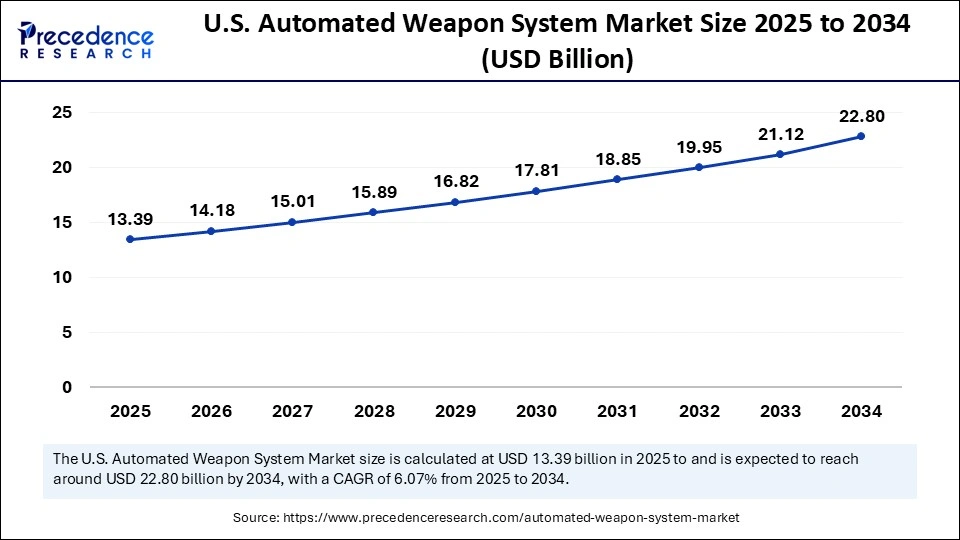 Precedence
RESEARCH
U.S. Automated Weapon System Market Size 2025 to 2034
(USD Billion)
25
20
15
10
5
0
13.39
14.18
15.01
15.89
16.82
17.81
18.85
19.95
21.12
22.80
2025 2026 2027 2028 2029 2030 2031 2032 2033 2034
The U.S. Automated Weapon System Market size is calculated at USD 13.39 billion in 2025 to and is expected to reach
around USD 22.80 billion by 2034, with a CAGR of 6.07% from 2025 to 2034.
Source: https://www.precedenceresearch.com/automated-weapon-system-market